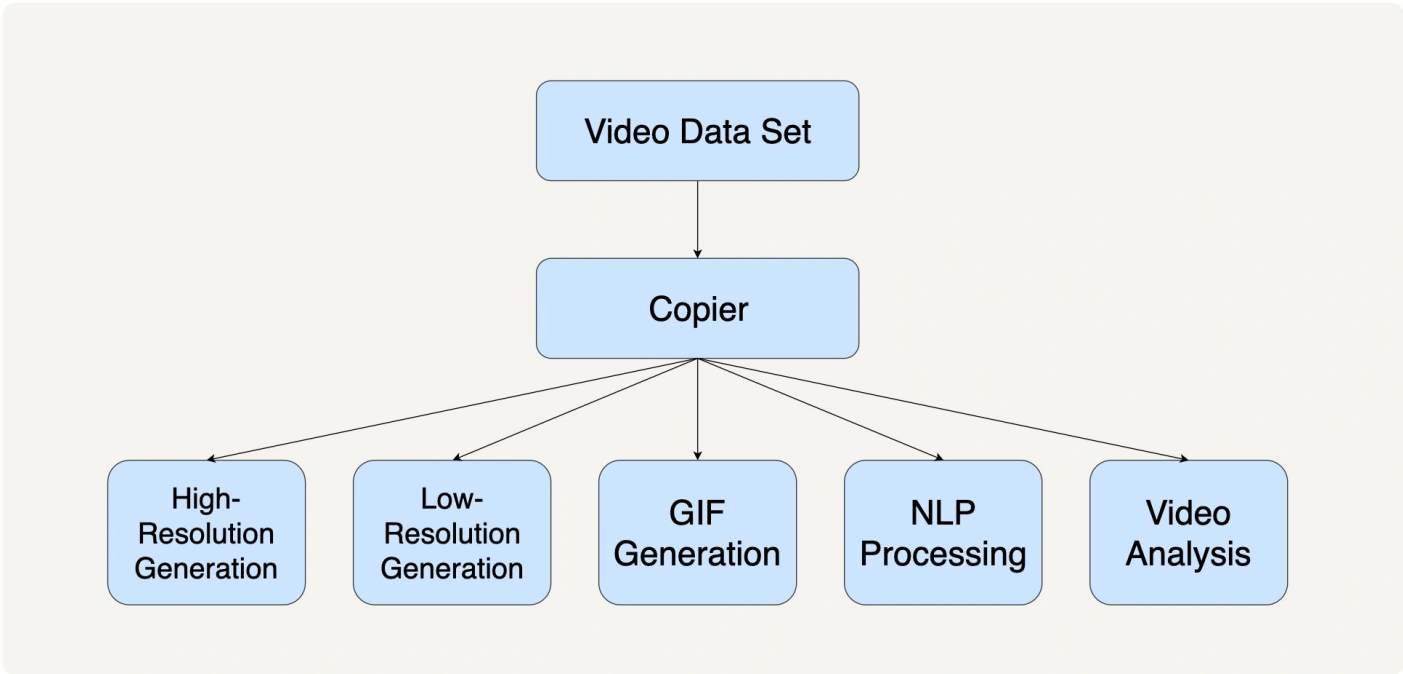 Video Data Set
Copier
High-
Resolution
Generation
Low-
Resolution
Generation
GIF
Generation
NLP
Processing
Video
Analysis